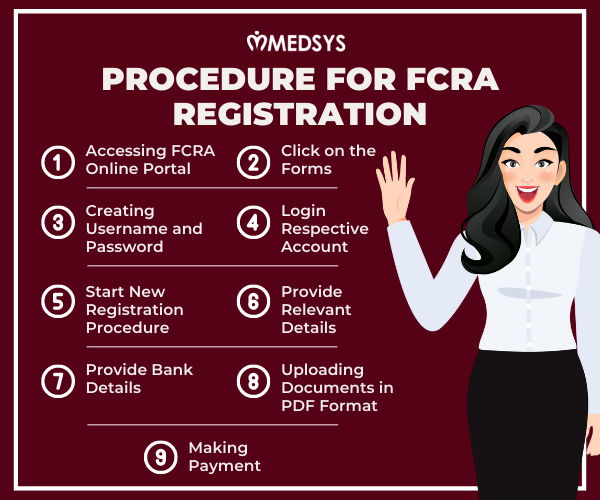 MEDSYS
PROCEDURE FOR FCRA
REGISTRATION
1
Accessing FCRA
Online Portal
2
Click on the
Forms
3
Creating
Username and
Password
4
Login
Respective
Account
5
Start New
Registration
Procedure
6
Provide
Relevant
Details
7
Provide Bank
Details
8
Uploading
Documents in
PDF Format
9
Making
Payment